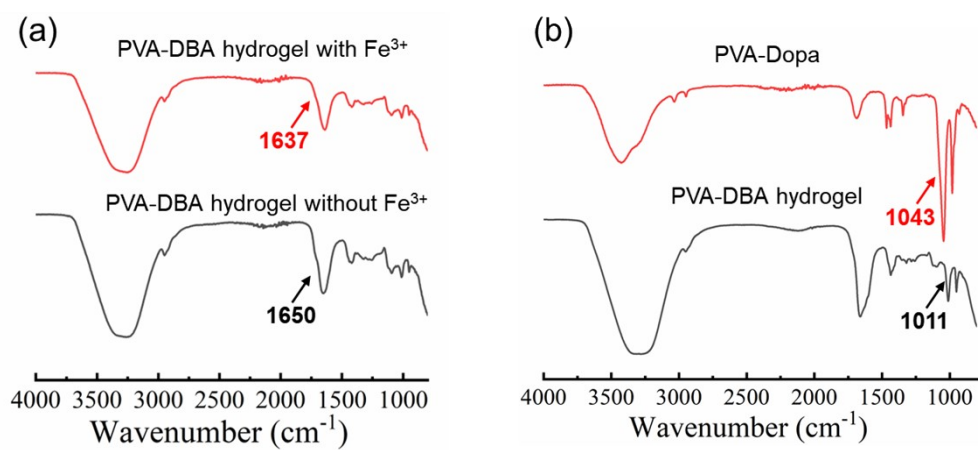 (a)
PVA-DBA hydrogel with Fe³⁺
1637
PVA-DBA hydrogel without Fe³⁺
1650
4000 3500 3000 2500 2000 1500 1000
Wavenumber (cm⁻¹)
(b)
PVA-Dopa
1043
PVA-DBA hydrogel
1011
4000 3500 3000 2500 2000 1500 1000
Wavenumber (cm⁻¹)